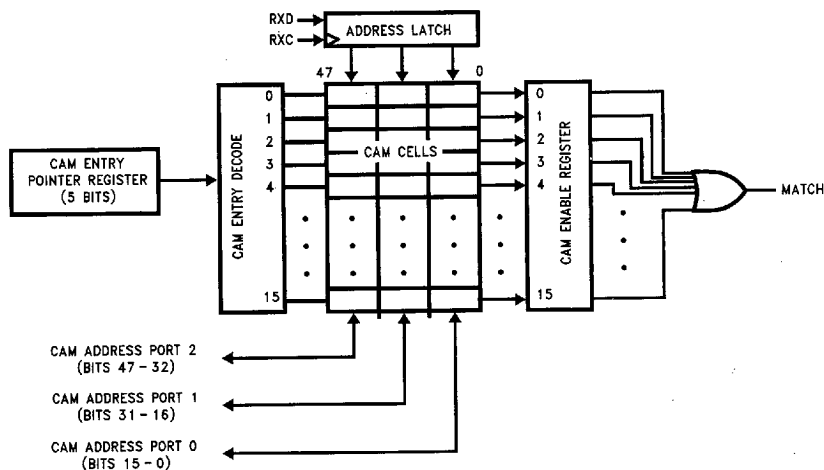 RXD
RXC
ADDRESS LATCH
47
0
CAM ENTRY
POINTER REGISTER
(5 BITS)
CAM ENTRY DECODE
0
1
2
3
4
15
CAM CELLS
0
1
2
3
4
15
CAM ENABLE REGISTER
MATCH
CAM ADDRESS PORT 2
(BITS 47-32)
CAM ADDRESS PORT 1
(BITS 31-16)
CAM ADDRESS PORT 0
(BITS 15-0)